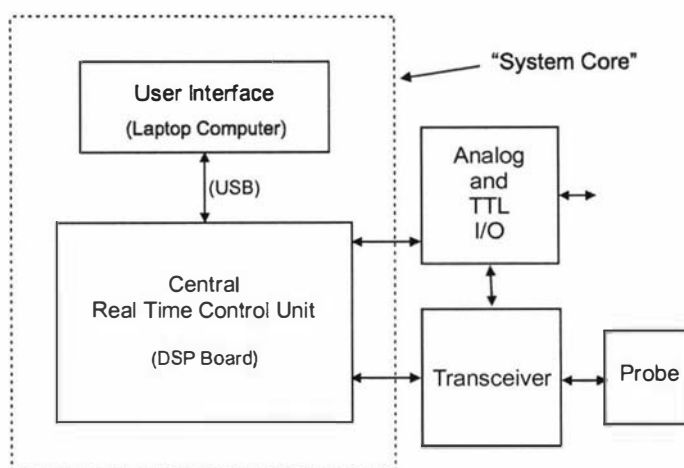 "System Core"
User Interface
(Laptop Computer)
(USB)
Analog
and
TTL
I/O
Central
Real Time Control Unit
(DSP Board)
Transceiver
Probe